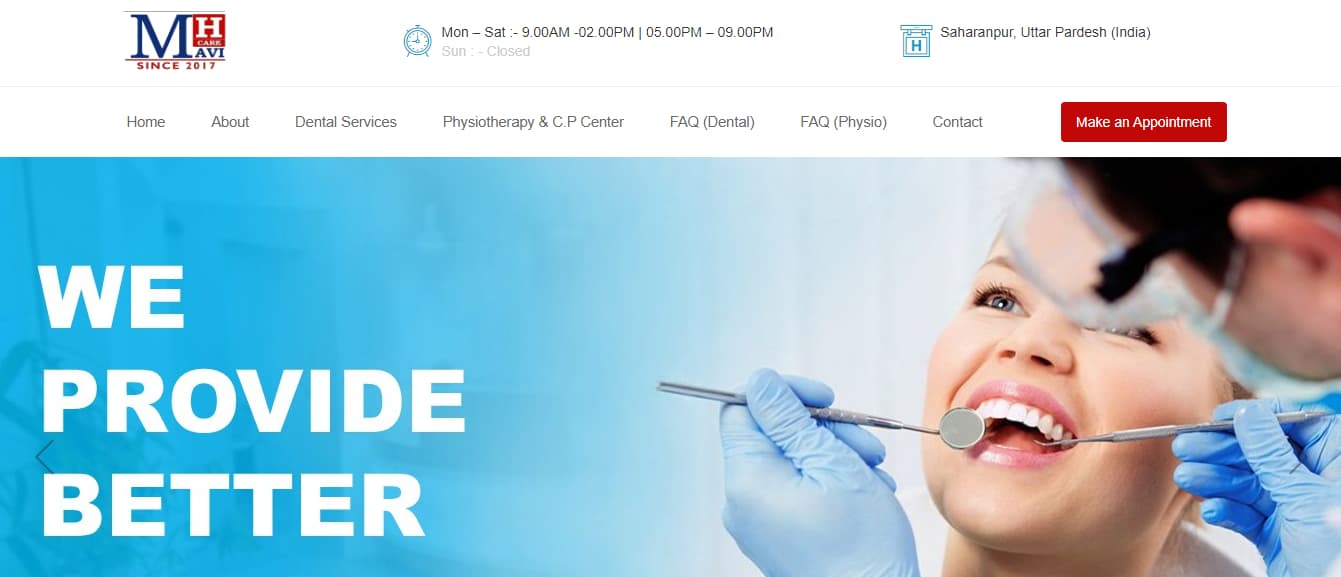 MH
CARE
AVI
SINCE 2017
Mon – Sat :- 9.00AM -02.00PM | 05.00PM – 09.00PM
Sun : - Closed
H
Saharanpur, Uttar Pardesh (India)
Home About Dental Services Physiotherapy & C.P Center FAQ (Dental) FAQ (Physio) Contact Make an Appointment
WE
PROVIDE
BETTER